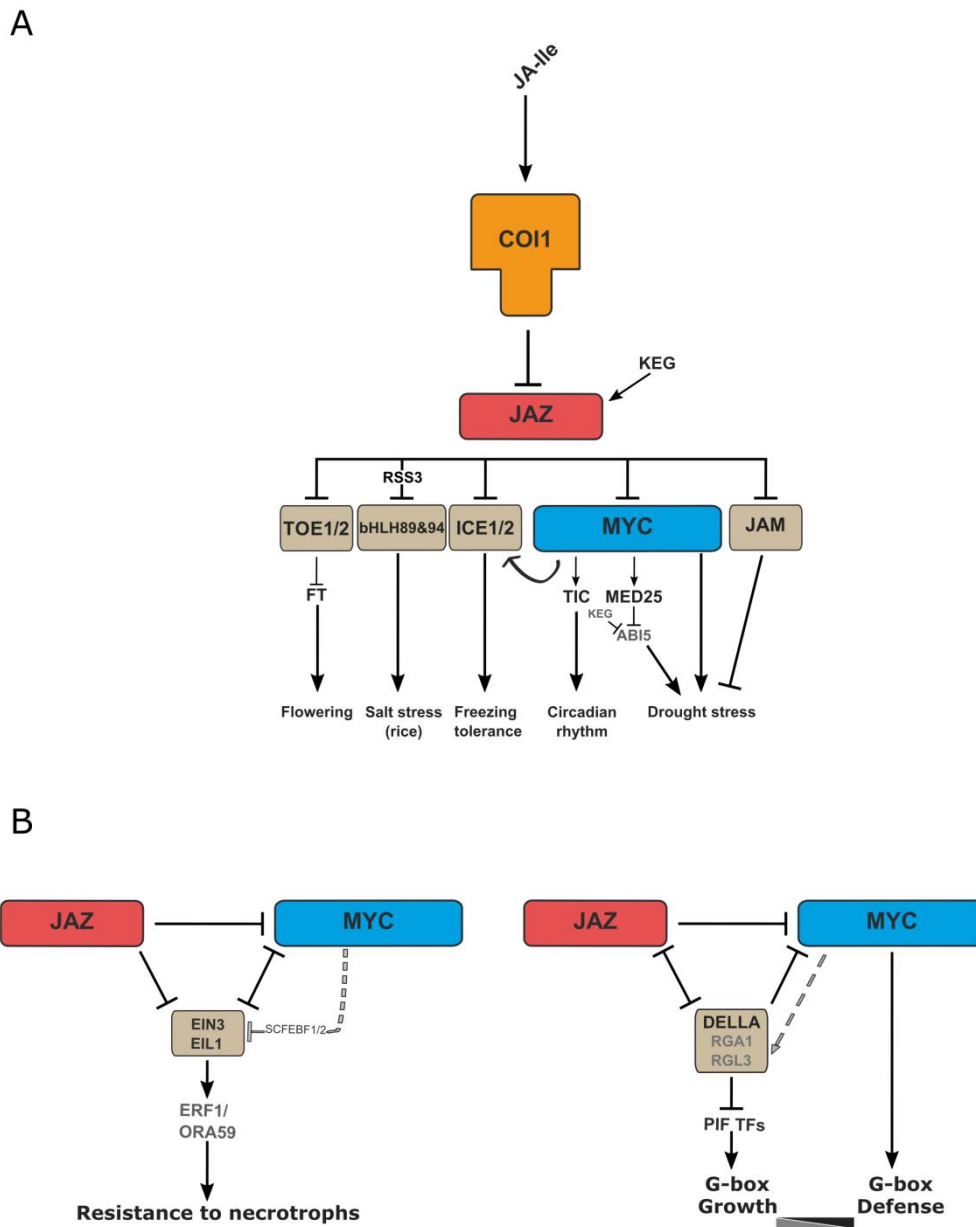 A
JA-Ile
COI1
KEG
JAZ
RSS3
TOE1/2
bHLH89&94
ICE1/2
MYC
JAM
FT
TIC
MED25
KEG
ABI5
Flowering
Salt stress
(rice)
Freezing
tolerance
Circadian
rhythm
Drought stress
B
JAZ
MYC
EIN3
EIL1
SCFEBF1/2
ERF1/
ORA59
Resistance to necrotrophs
JAZ
MYC
DELLA
RGA1
RGL3
PIF TFs
G-box
Growth
G-box
Defense